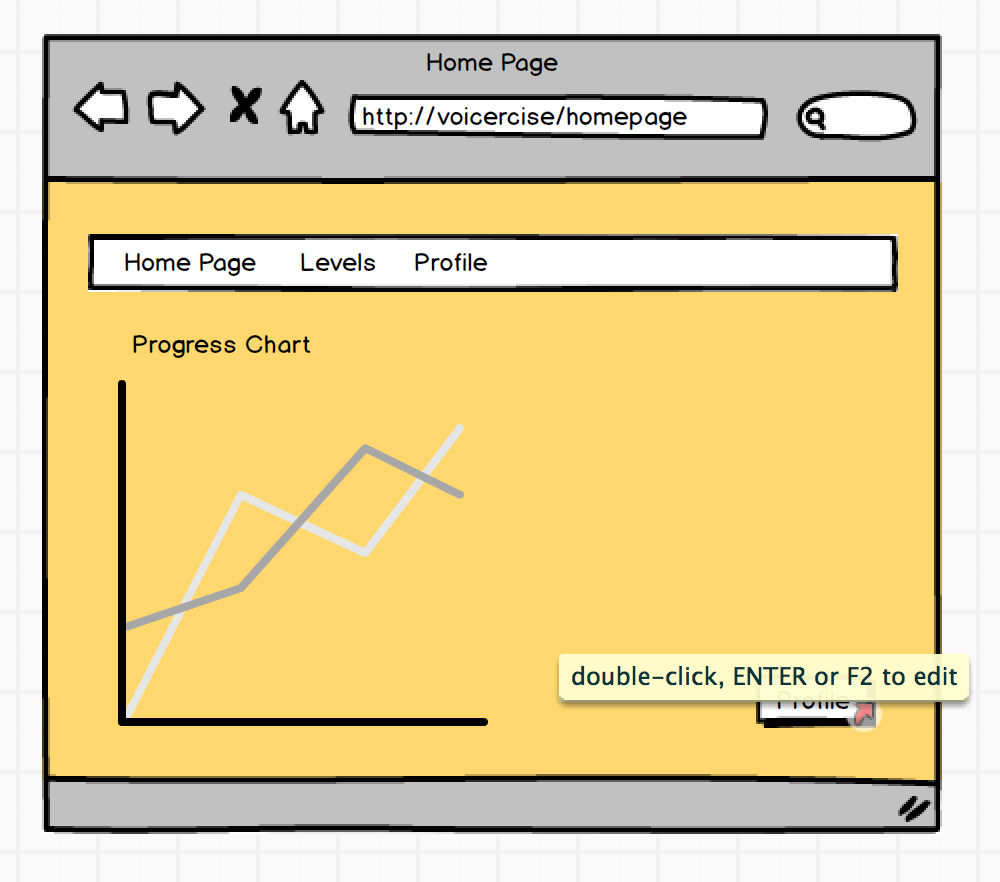 Home Page
http://voicercise/homepage
Home Page Levels Profile
Progress Chart
double-click, ENTER or F2 to edit
Profile